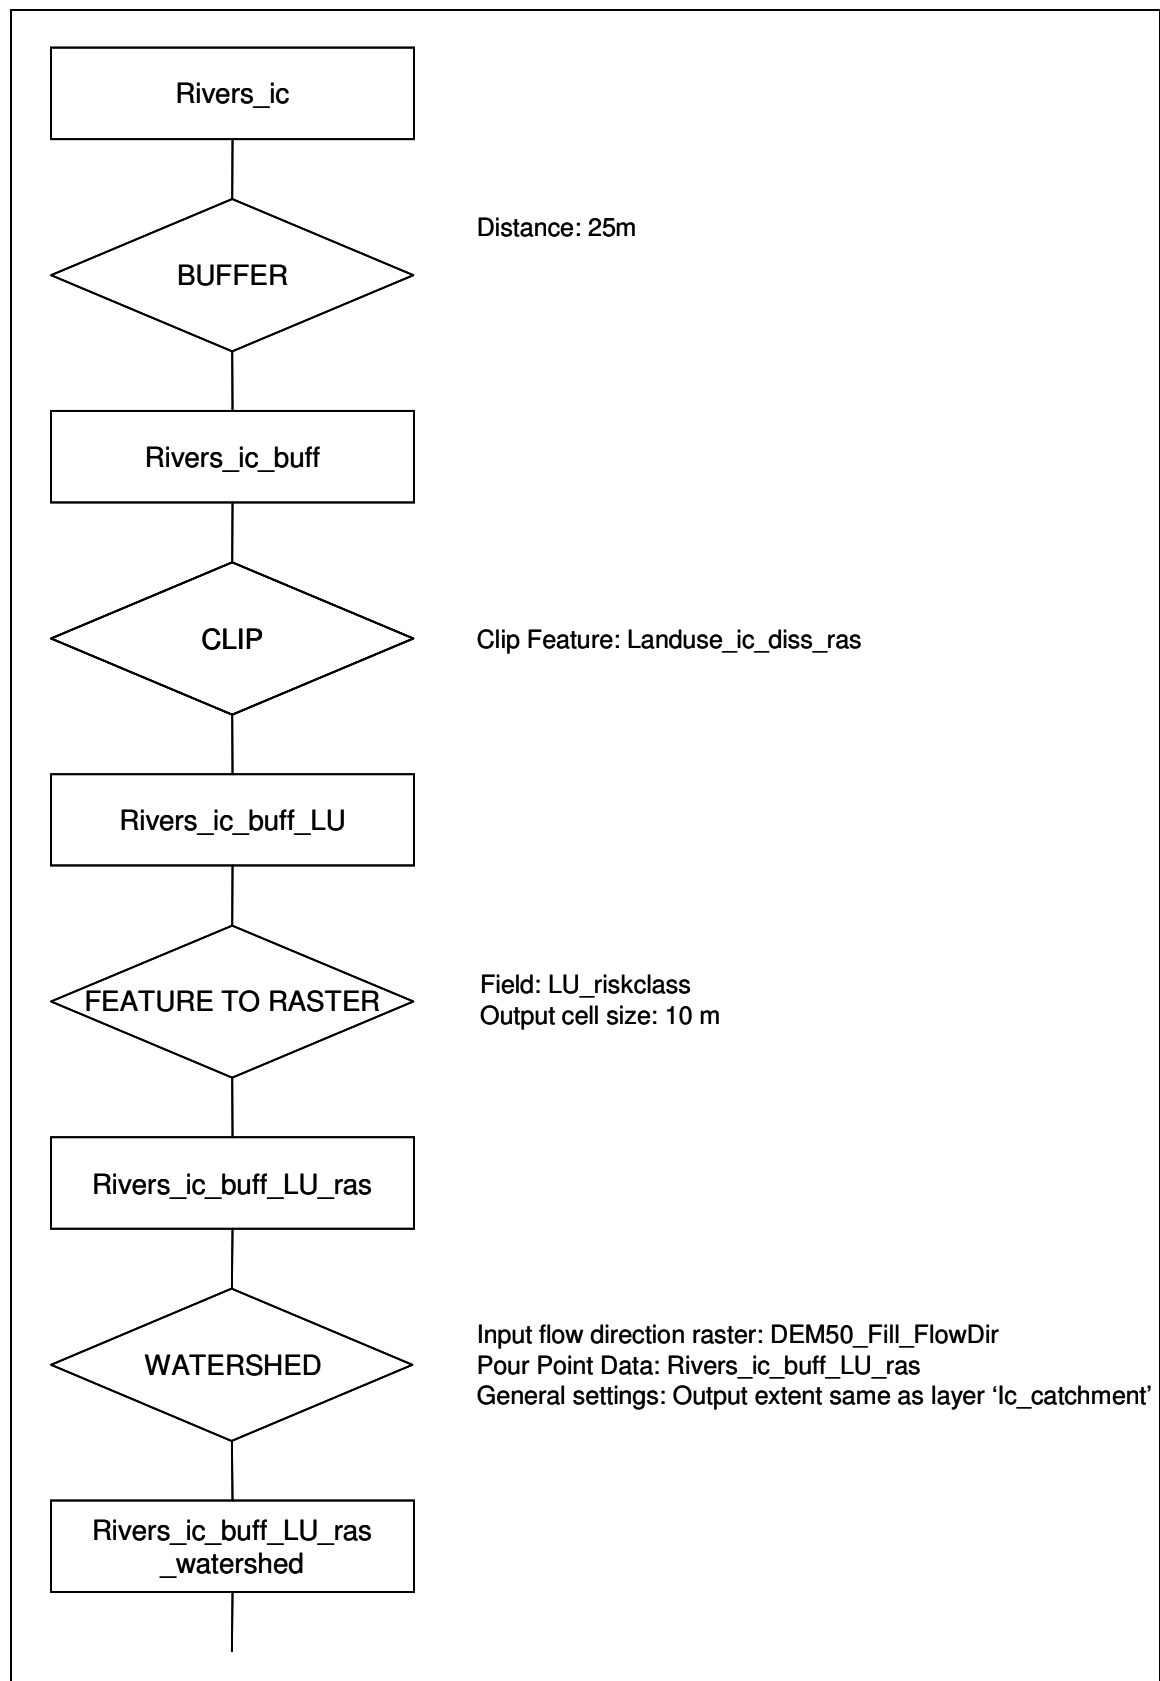 Rivers_ic
Distance: 25m
BUFFER
Rivers_ic_buff
CLIP
Clip Feature: Landuse_ic_diss_ras
Rivers_ic_buff_LU
FEATURE TO RASTER
Field: LU_riskclass
Output cell size: 10 m
Rivers_ic_buff_LU_ras
WATERSHED
Input flow direction raster: DEM50_Fill_FlowDir
Pour Point Data: Rivers_ic_buff_LU_ras
General settings: Output extent same as layer ‘Ic_catchment’
Rivers_ic_buff_LU_ras
_watershed